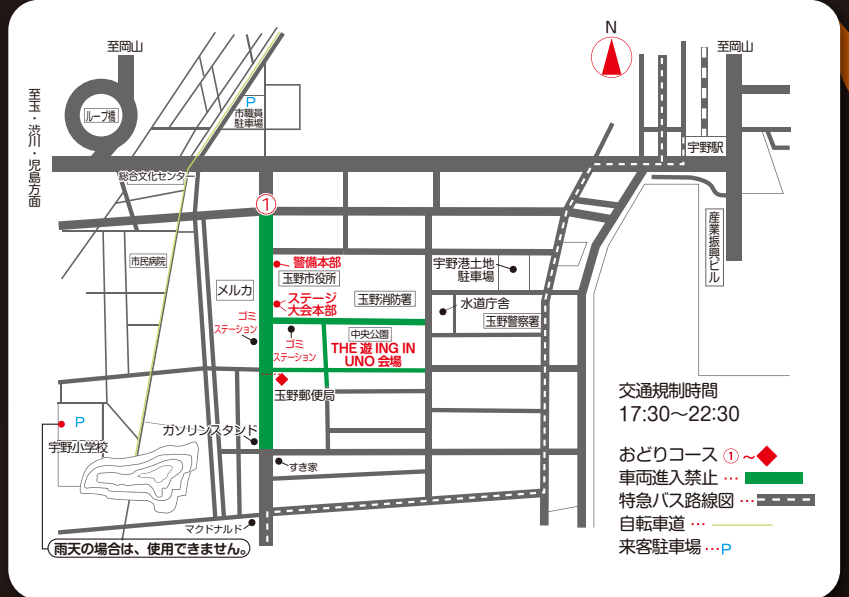 N
至岡山
至岡山
至玉・渋川・児島方面
ループ橋
P
市職員
駐車場
宇野駅
総合文化センター
①
産業振興ビル
市民病院
警備本部
玉野市役所
宇野港土地
駐車場
メルカ
ステージ
大会本部
玉野消防署
水道庁舎
玉野警察署
ゴミ
ステーション
ゴミ
ステーション
中央公園
THE 遊 ING IN
UNO 会場
玉野郵便局
P
宇野小学校
ガソリンスタンド
すき家
マクドナルド
雨天の場合は、使用できません。
交通規制時間
17:30〜22:30
おどりコース ①〜◆
車両進入禁止 …
特急バス路線図 …
自転車道 …
来客駐車場 …P